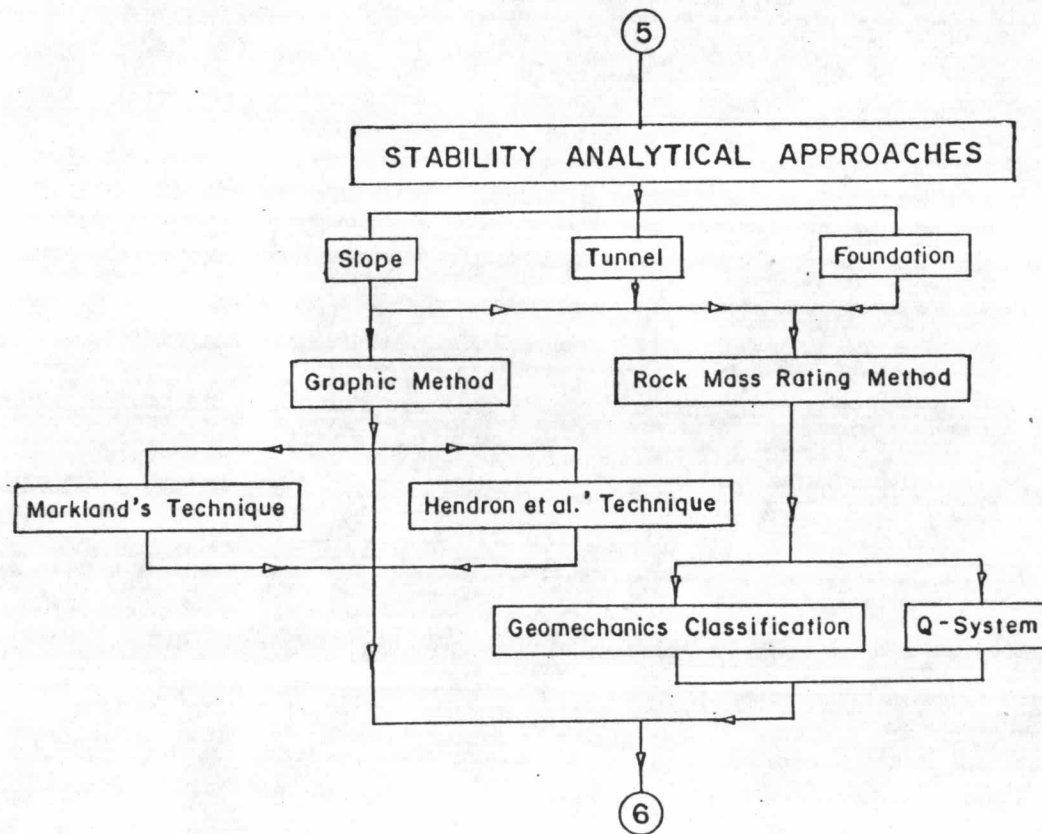 5
STABILITY ANALYTICAL APPROACHES
Slope
Tunnel
Foundation
Graphic Method
Rock Mass Rating Method
Markland's Technique
Hendron et al.' Technique
Geomechanics Classification
Q-System
6